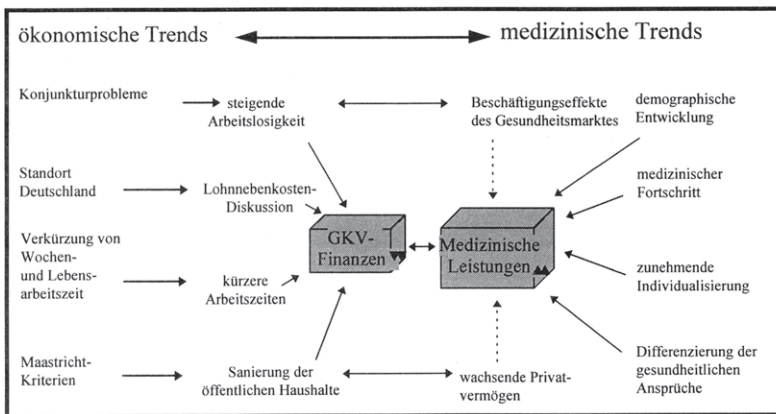 ökonomische Trends
medizinische Trends
Konjunkturprobleme
steigende
Arbeitslosigkeit
Beschäftigungseffekte
des Gesundheitsmarktes
demographische
Entwicklung
Standort
Deutschland
Lohnnebenkosten-
Diskussion
medizinischer
Fortschritt
Verkürzung von
Wochen-
und Lebens-
arbeitszeit
kürzere
Arbeitszeiten
GKV-
Finanzen
Medizinische
Leistungen
zunehmende
Individualisierung
Maastricht-
Kriterien
Sanierung der
öffentlichen Haushalte
wachsende Privat-
vermögen
Differenzierung der
gesundheitlichen
Ansprüche